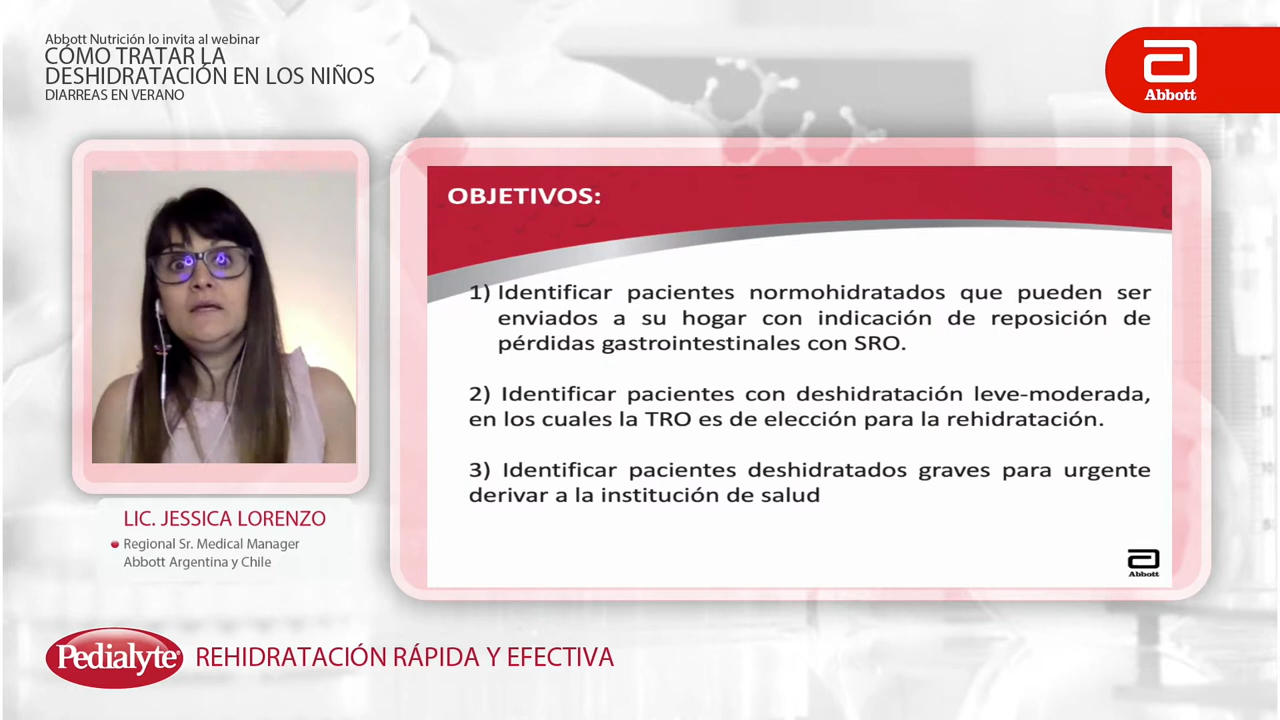 Abbott Nutrición lo invita al webinar
CÓMO TRATAR LA
DESHIDRATACIÓN EN LOS NIÑOS
DIARREAS EN VERANO
Abbott
OBJETIVOS:
1) Identificar pacientes normohidratados que pueden ser
enviados a su hogar con indicación de reposición de
pérdidas gastrointestinales con SRO.
2) Identificar pacientes con deshidratación leve-moderada,
en los cuales la TRO es de elección para la rehidratación.
3) Identificar pacientes deshidratados graves para urgente
derivar a la institución de salud
Abbott
LIC. JESSICA LORENZO
Regional Sr. Medical Manager
Abbott Argentina y Chile
Pedialyte®
REHIDRATACIÓN RÁPIDA Y EFECTIVA